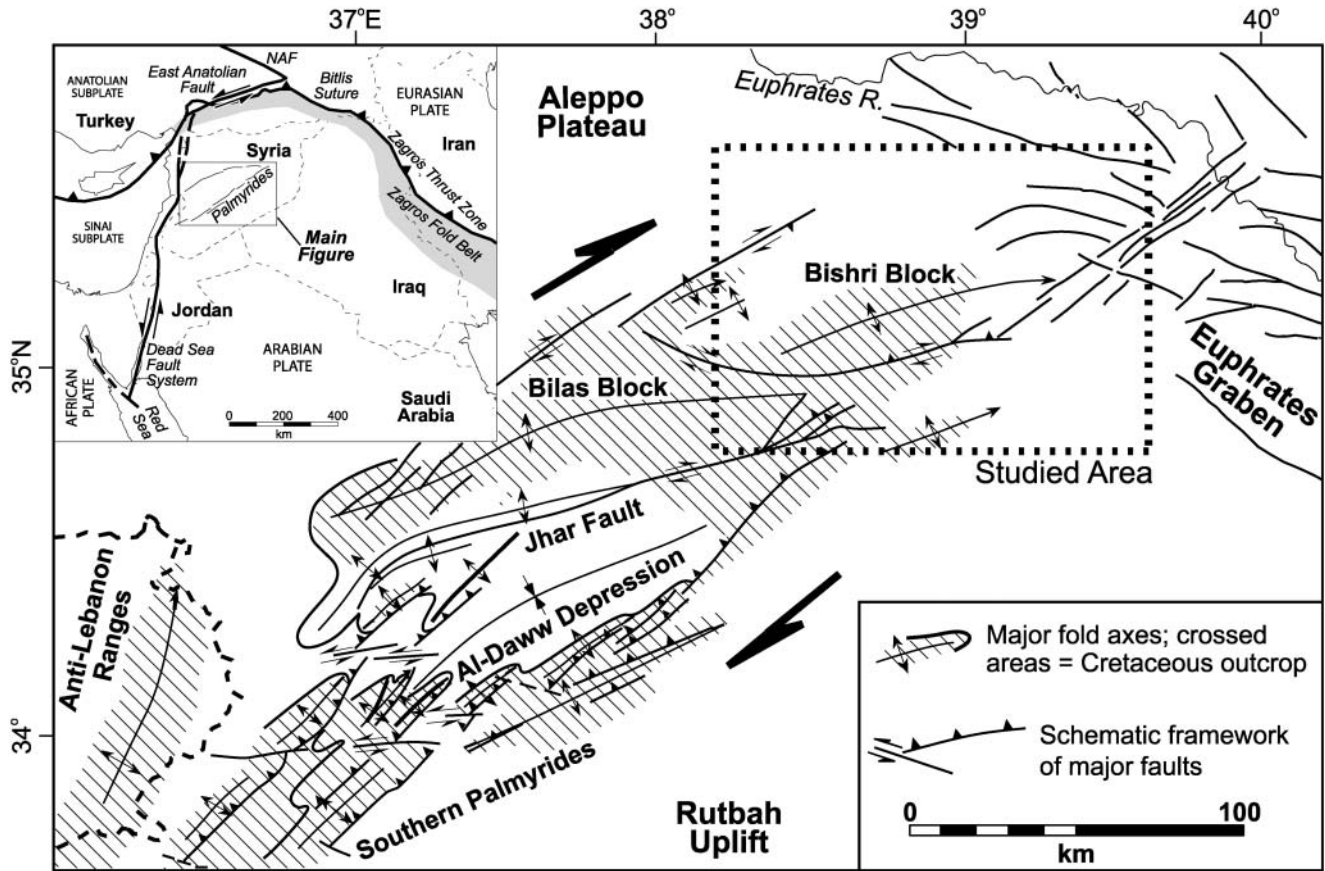 37°E
38°
39°
40°
35°N
34°
NAF
East Anatolian
Fault
Bitlis
Suture
ANATOLIAN
SUBPLATE
EURASIAN
PLATE
Turkey
Iran
Syria
Zagros Thrust Zone
Palmyrides
Zagros Fold Belt
SINAI
SUBPLATE
Main
Figure
Iraq
Jordan
Dead Sea
Fault
System
ARABIAN
PLATE
AFRICAN
PLATE
Red
Sea
Saudi
Arabia
0 200 400
km
Aleppo
Plateau
Euphrates R.
Bishri Block
Bilas Block
Euphrates
Graben
Studied Area
Jhar Fault
Al-Daww Depression
Anti-Lebanon
Ranges
Southern Palmyrides
Rutbah
Uplift
Major fold axes; crossed
areas = Cretaceous outcrop
Schematic framework
of major faults
0 100
km